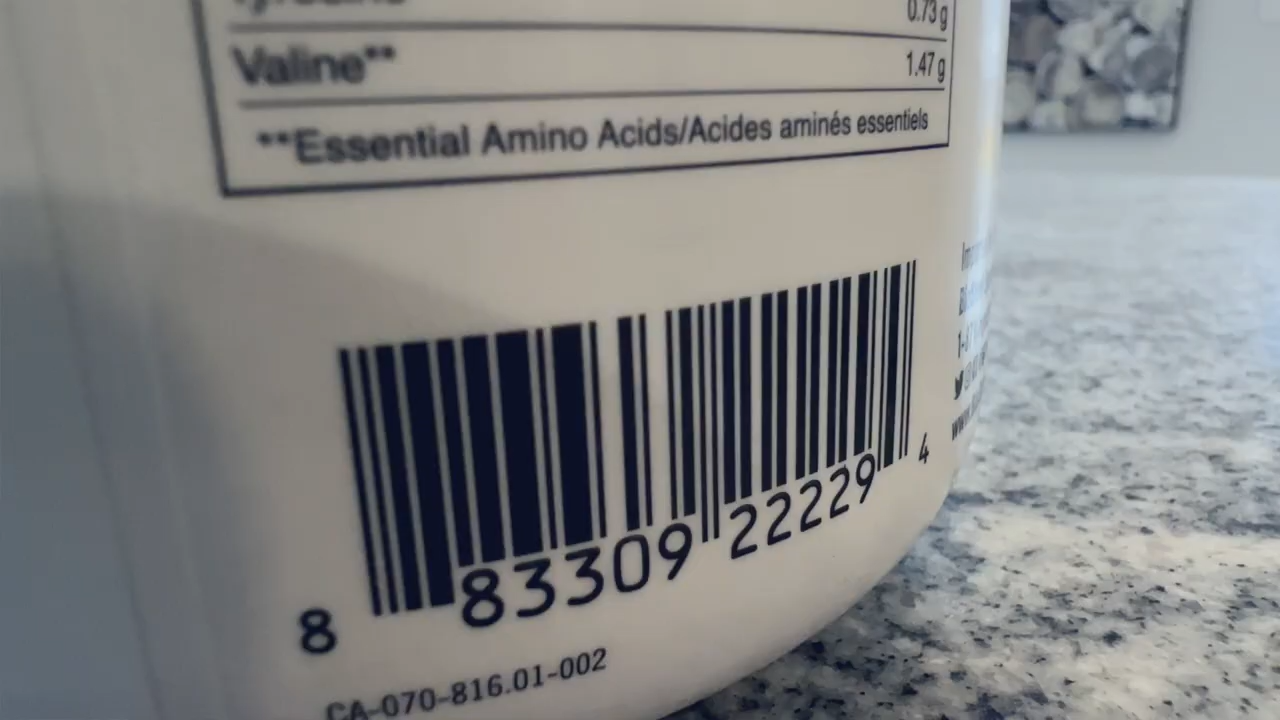 0.73 g
Valine** 1.47 g
**Essential Amino Acids/Acides aminés essentiels
8 83309 22229 4
CA-070-816.01-002